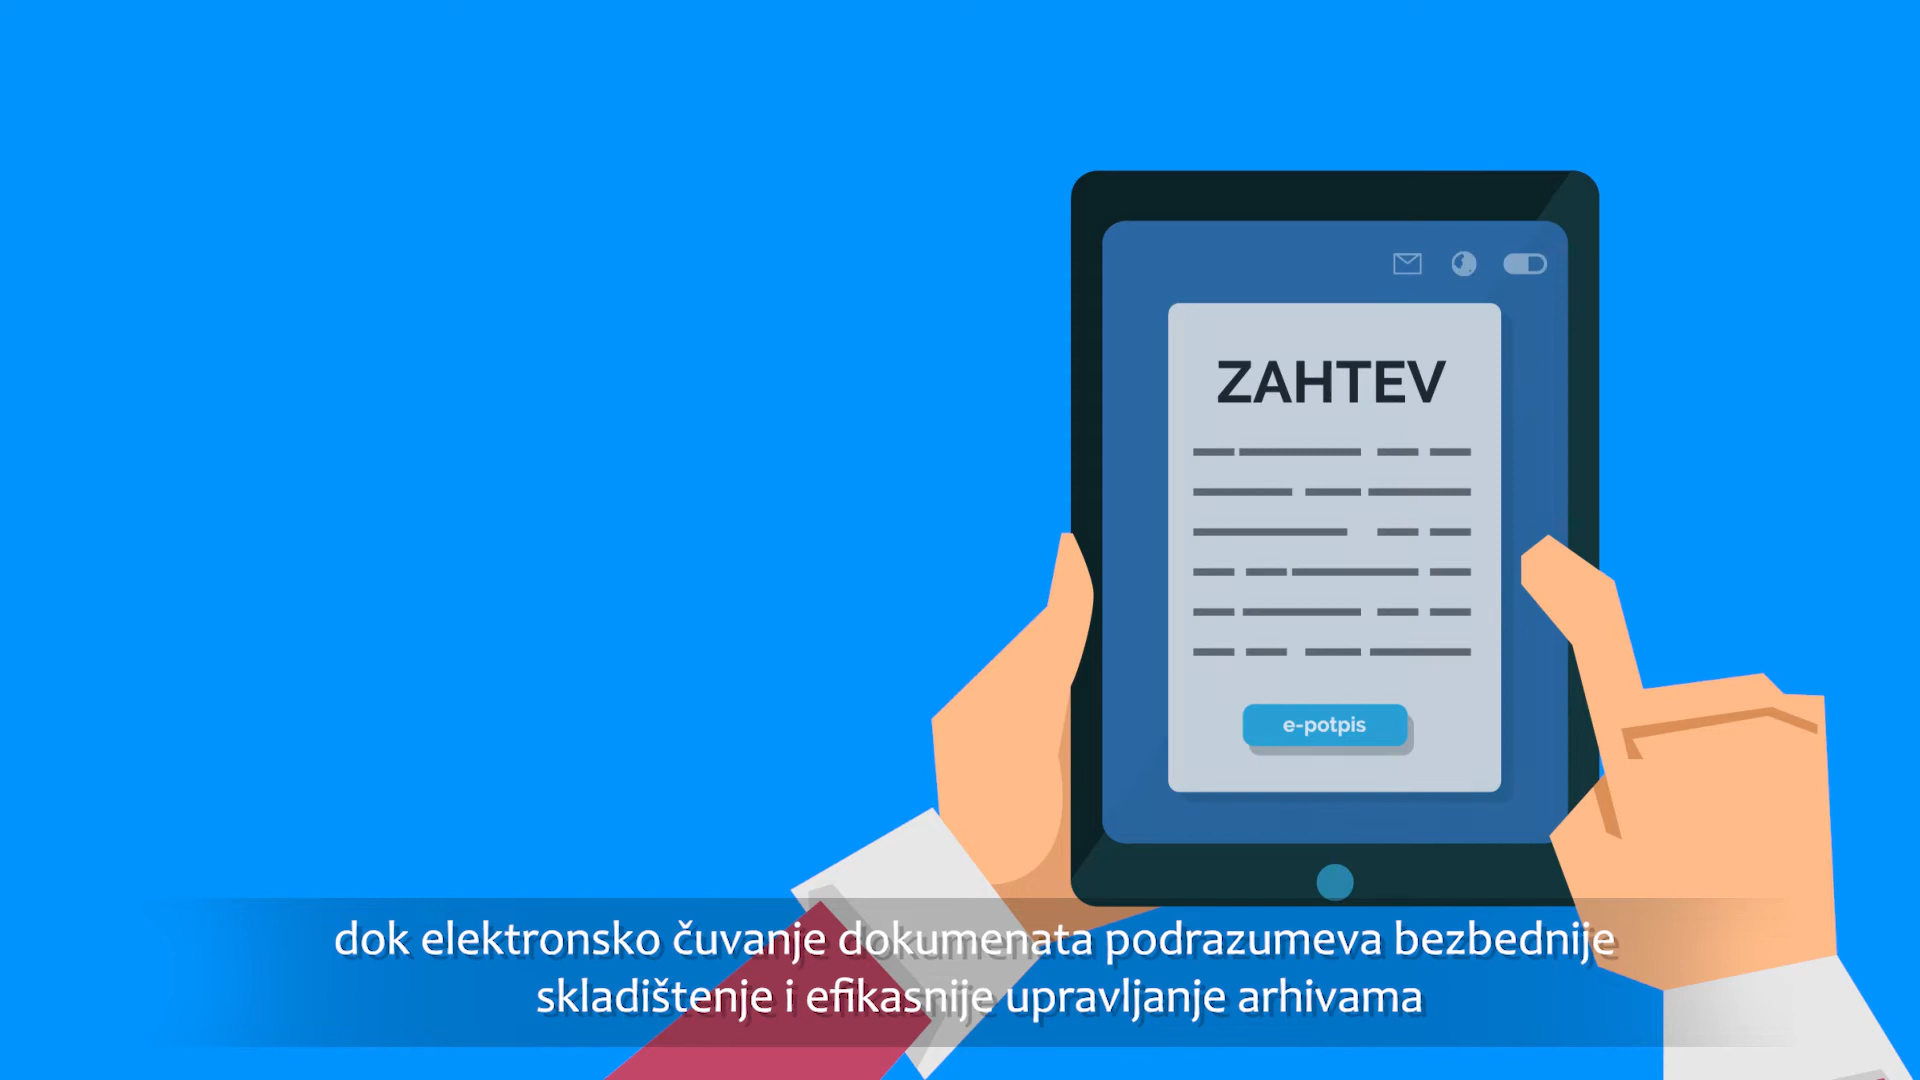 ZAHTEV
e-potpis
dok elektronsko čuvanje dokumenata podrazumeva bezbednije
skladištenje i efikasnije upravljanje arhivama